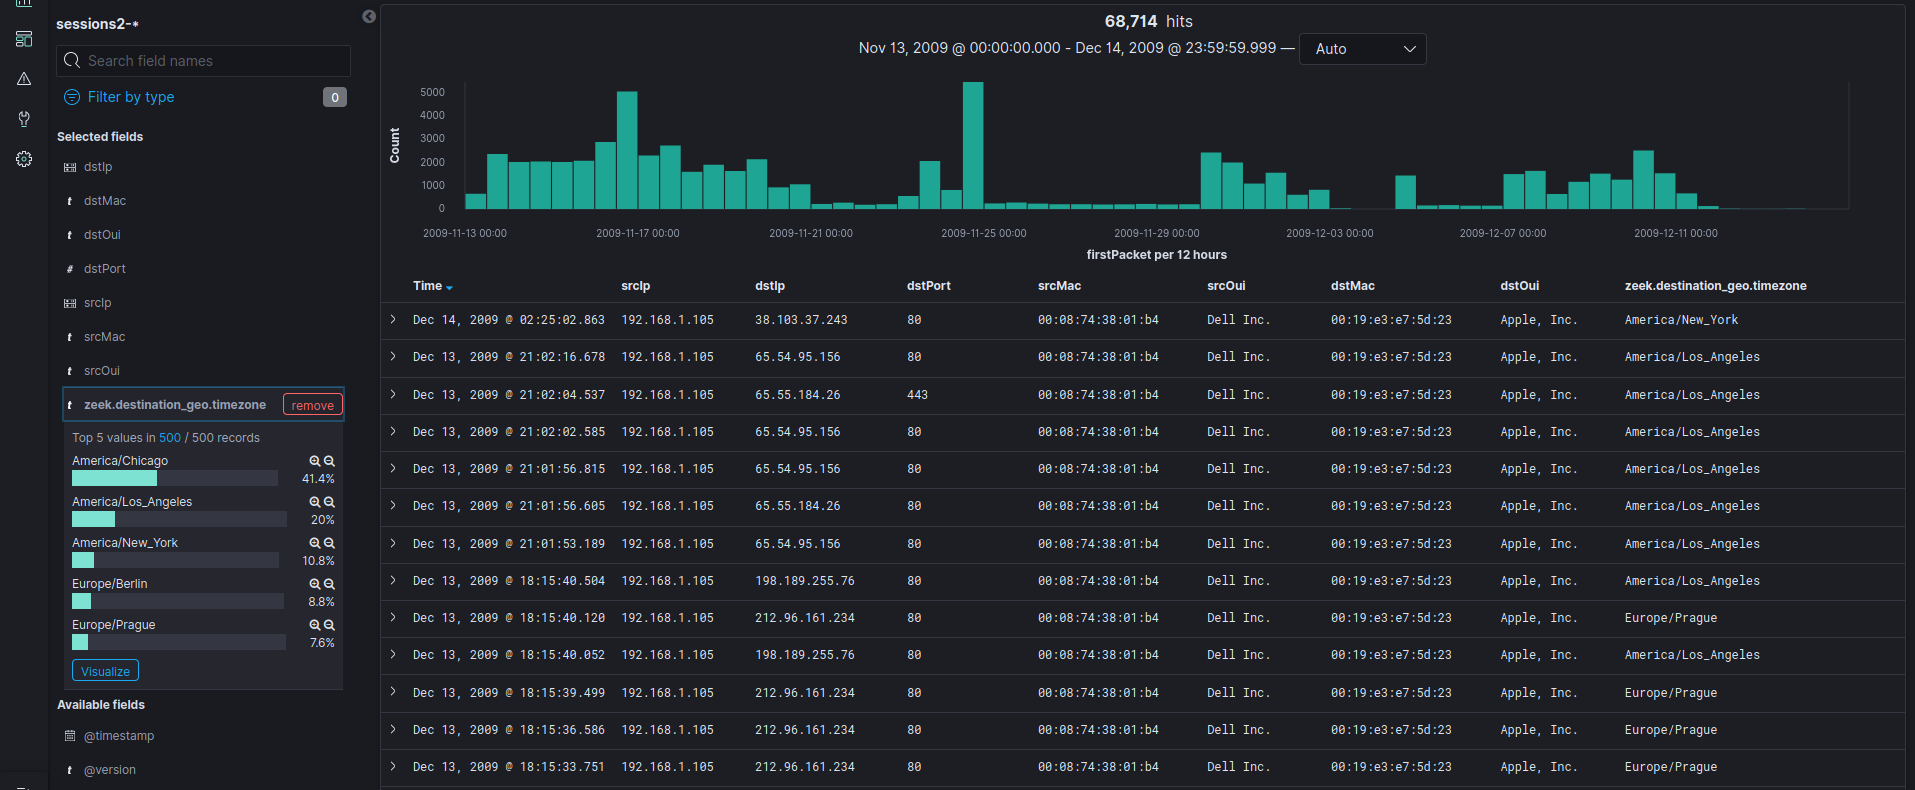 sessions2-*
Search field names
Filter by type 0
Selected fields
dstIp
t dstMac
t dstOui
# dstPort
srcIp
t srcMac
t srcOui
t zeek.destination_geo.timezone remove
Top 5 values in 500 / 500 records
America/Chicago
41.4%
America/Los_Angeles
20%
America/New_York
10.8%
Europe/Berlin
8.8%
Europe/Prague
7.6%
Visualize
Available fields
@timestamp
t @version
68,714 hits
Nov 13, 2009 @ 00:00:00.000 - Dec 14, 2009 @ 23:59:59.999 — Auto
Count
5000
4000
3000
2000
1000
0
2009-11-13 00:00 2009-11-17 00:00 2009-11-21 00:00 2009-11-25 00:00 2009-11-29 00:00 2009-12-03 00:00 2009-12-07 00:00 2009-12-11 00:00
firstPacket per 12 hours
Time srcIp dstIp dstPort srcMac srcOui dstMac dstOui zeek.destination_geo.timezone
Dec 14, 2009 @ 02:25:02.863 192.168.1.105 38.103.37.243 80 00:08:74:38:01:b4 Dell Inc. 00:19:e3:e7:5d:23 Apple, Inc. America/New_York
Dec 13, 2009 @ 21:02:16.678 192.168.1.105 65.54.95.156 80 00:08:74:38:01:b4 Dell Inc. 00:19:e3:e7:5d:23 Apple, Inc. America/Los_Angeles
Dec 13, 2009 @ 21:02:04.537 192.168.1.105 65.55.184.26 443 00:08:74:38:01:b4 Dell Inc. 00:19:e3:e7:5d:23 Apple, Inc. America/Los_Angeles
Dec 13, 2009 @ 21:02:02.585 192.168.1.105 65.54.95.156 80 00:08:74:38:01:b4 Dell Inc. 00:19:e3:e7:5d:23 Apple, Inc. America/Los_Angeles
Dec 13, 2009 @ 21:01:56.815 192.168.1.105 65.54.95.156 80 00:08:74:38:01:b4 Dell Inc. 00:19:e3:e7:5d:23 Apple, Inc. America/Los_Angeles
Dec 13, 2009 @ 21:01:56.605 192.168.1.105 65.55.184.26 80 00:08:74:38:01:b4 Dell Inc. 00:19:e3:e7:5d:23 Apple, Inc. America/Los_Angeles
Dec 13, 2009 @ 21:01:53.189 192.168.1.105 65.54.95.156 80 00:08:74:38:01:b4 Dell Inc. 00:19:e3:e7:5d:23 Apple, Inc. America/Los_Angeles
Dec 13, 2009 @ 18:15:40.504 192.168.1.105 198.189.255.76 80 00:08:74:38:01:b4 Dell Inc. 00:19:e3:e7:5d:23 Apple, Inc. America/Los_Angeles
Dec 13, 2009 @ 18:15:40.120 192.168.1.105 212.96.161.234 80 00:08:74:38:01:b4 Dell Inc. 00:19:e3:e7:5d:23 Apple, Inc. Europe/Prague
Dec 13, 2009 @ 18:15:40.052 192.168.1.105 198.189.255.76 80 00:08:74:38:01:b4 Dell Inc. 00:19:e3:e7:5d:23 Apple, Inc. America/Los_Angeles
Dec 13, 2009 @ 18:15:39.499 192.168.1.105 212.96.161.234 80 00:08:74:38:01:b4 Dell Inc. 00:19:e3:e7:5d:23 Apple, Inc. Europe/Prague
Dec 13, 2009 @ 18:15:36.586 192.168.1.105 212.96.161.234 80 00:08:74:38:01:b4 Dell Inc. 00:19:e3:e7:5d:23 Apple, Inc. Europe/Prague
Dec 13, 2009 @ 18:15:33.751 192.168.1.105 212.96.161.234 80 00:08:74:38:01:b4 Dell Inc. 00:19:e3:e7:5d:23 Apple, Inc. Europe/Prague